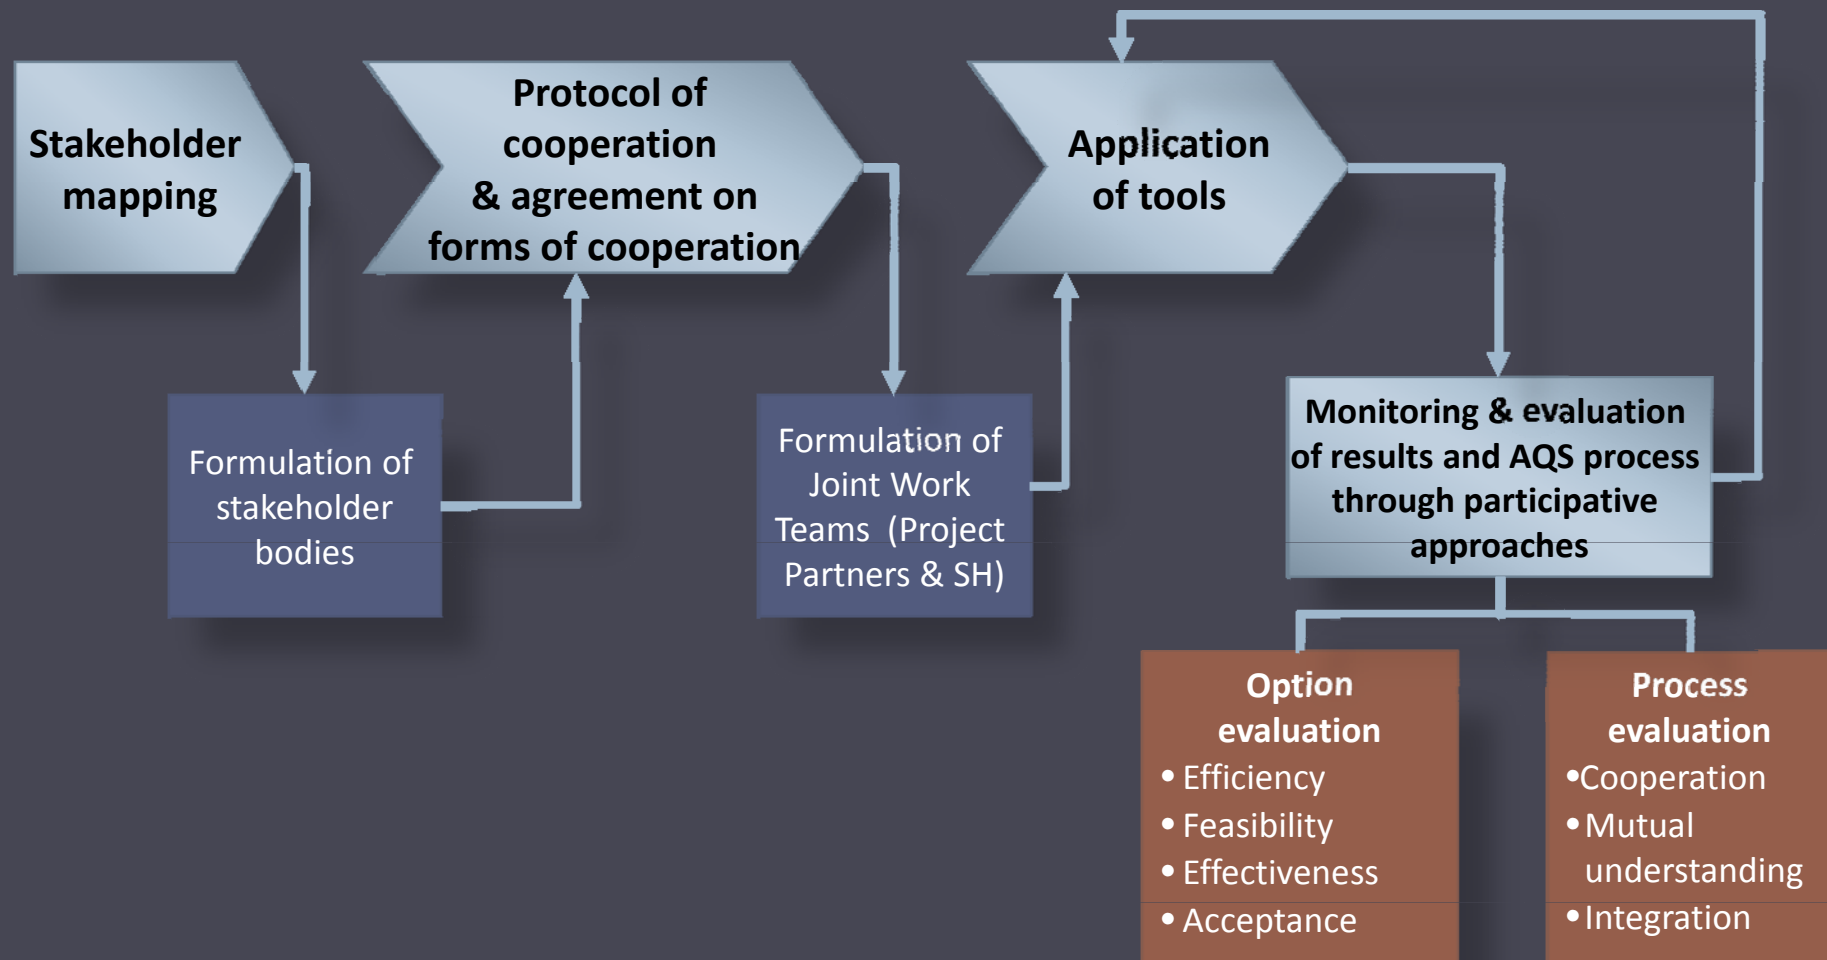 Stakeholder
mapping
Protocol of
cooperation
& agreement on
forms of cooperation
Application
of tools
Formulation of
stakeholder
bodies
Formulation of
Joint Work
Teams (Project
Partners & SH)
Monitoring & evaluation
of results and AQS process
through participative
approaches
Option
evaluation
• Efficiency
• Feasibility
• Effectiveness
• Acceptance
Process
evaluation
•Cooperation
• Mutual
understanding
• Integration